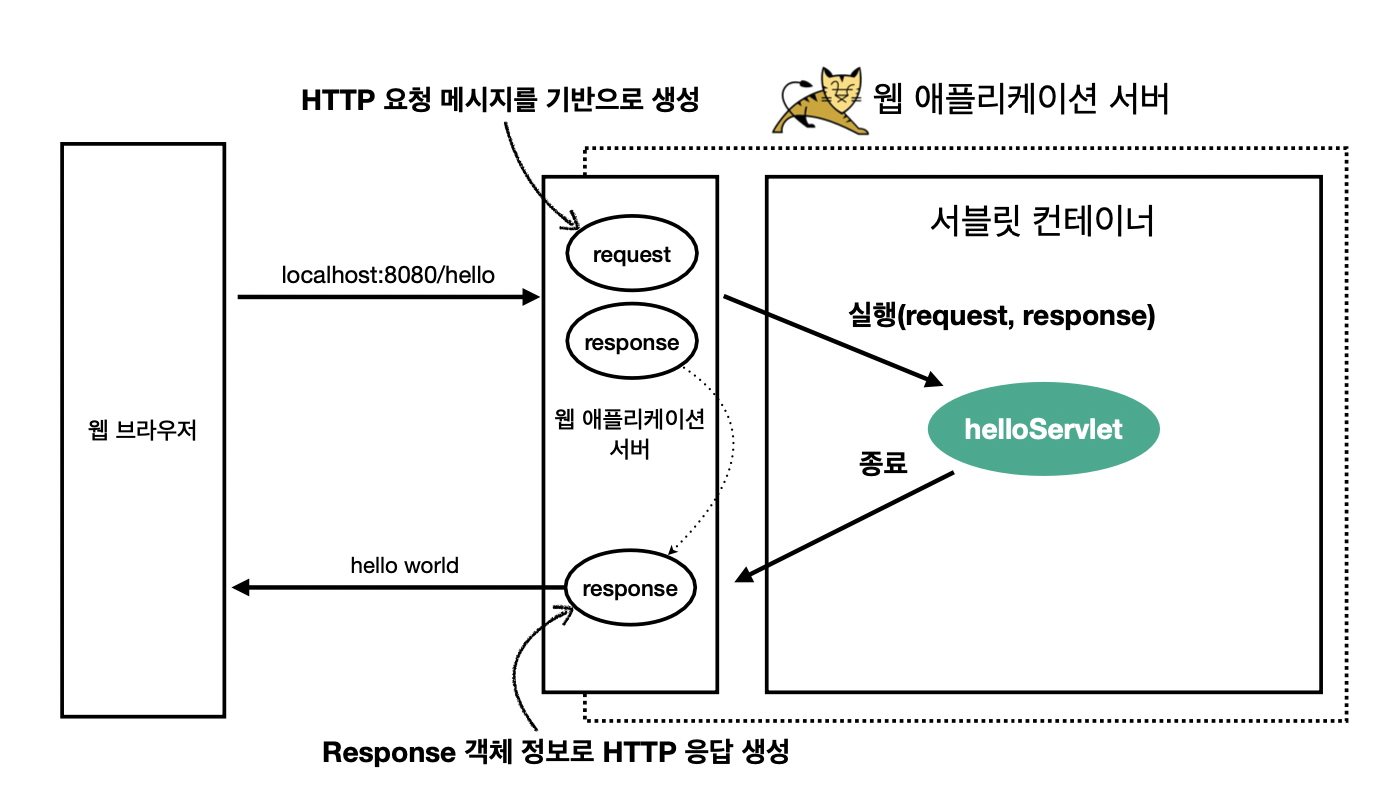 HTTP 요청 메시지를 기반으로 생성
웹 애플리케이션 서버
서블릿 컨테이너
request
localhost:8080/hello
실행(request, response)
response
웹 브라우저
웹 애플리케이션
서버
helloServlet
종료
hello world
response
Response 객체 정보로 HTTP 응답 생성